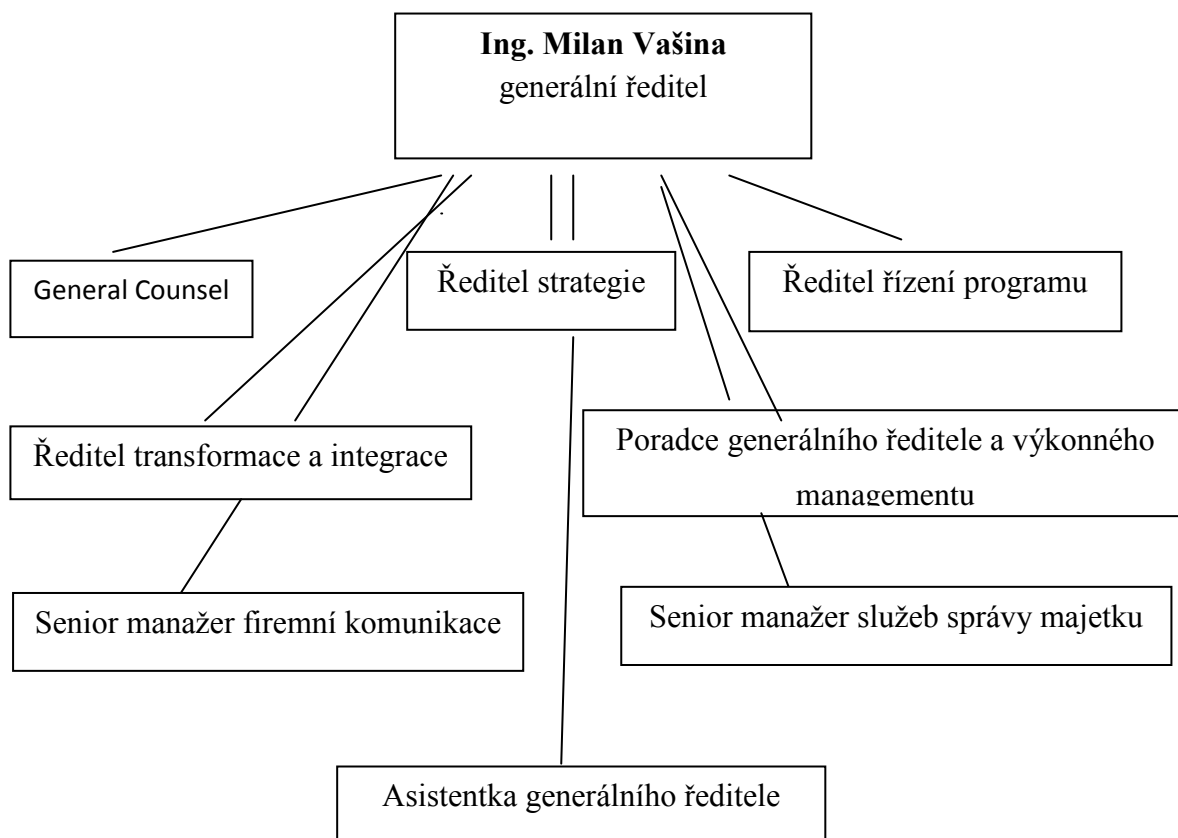 Ing. Milan Vašina
generální ředitel
General Counsel
Ředitel strategie
Ředitel řízení programu
Ředitel transformace a integrace
Poradce generálního ředitele a výkonného
managementu
Senior manažer firemní komunikace
Senior manažer služeb správy majetku
Asistentka generálního ředitele